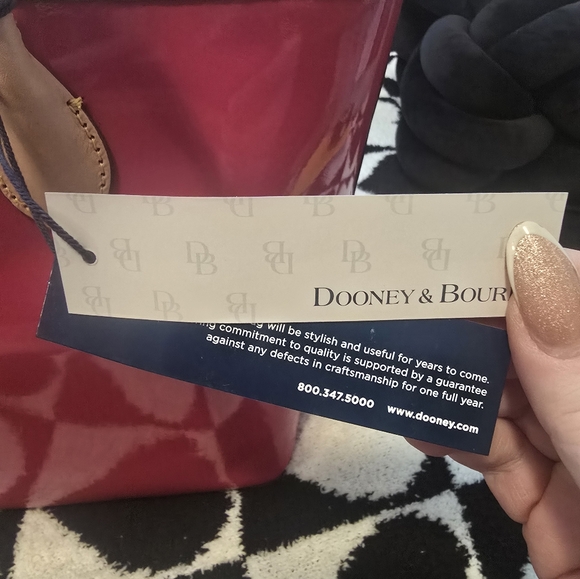 DOONEY & BOUR
will be stylish and useful for years to come.
commitment to quality is supported by a guarantee
against any defects in craftsmanship for one full year.
800.347.5000 www.dooney.com